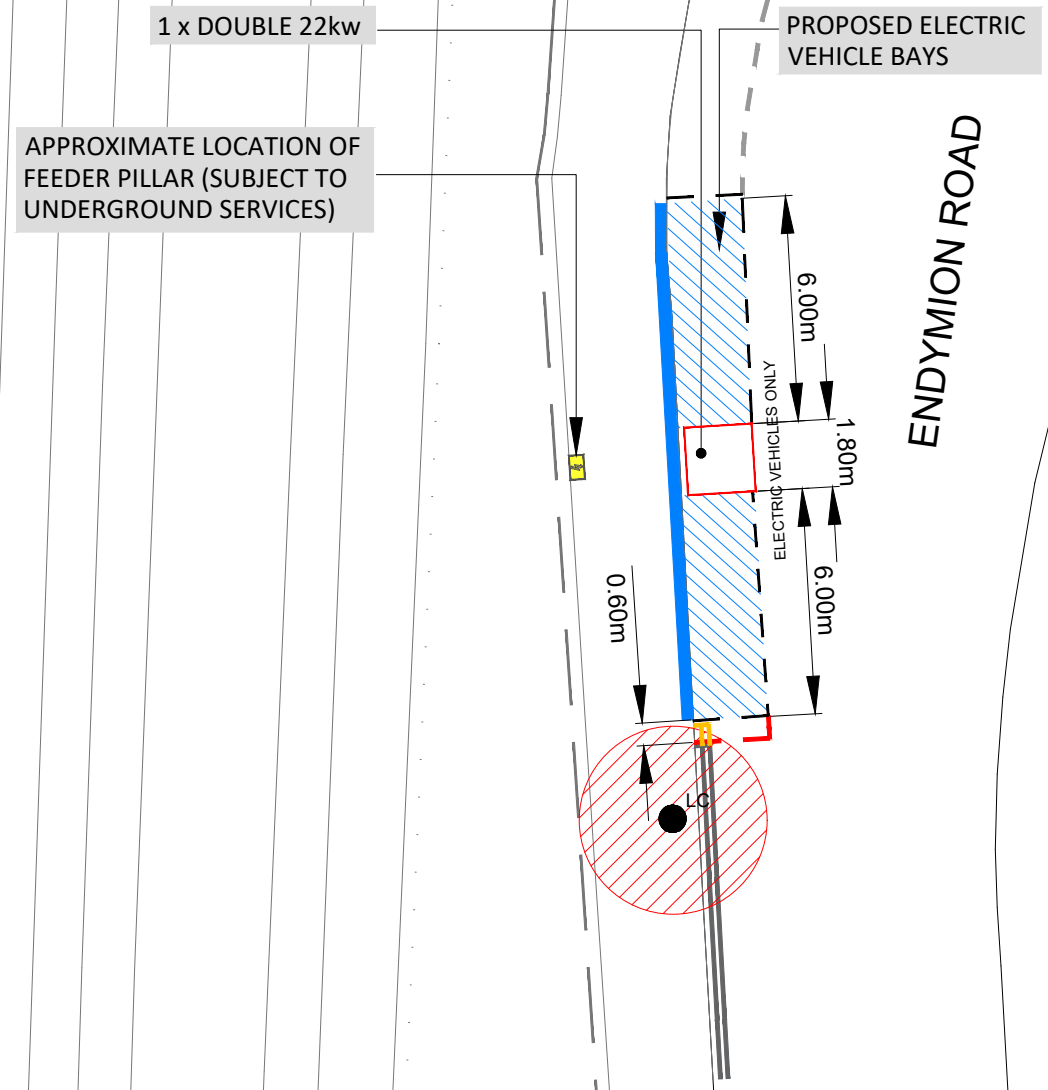 1 x DOUBLE 22kw
PROPOSED ELECTRIC
VEHICLE BAYS
APPROXIMATE LOCATION OF
FEEDER PILLAR (SUBJECT TO
UNDERGROUND SERVICES)
ENDYMION ROAD
6.00m
1.80m
ELECTRIC VEHICLES ONLY
6.00m
0.60m
LC